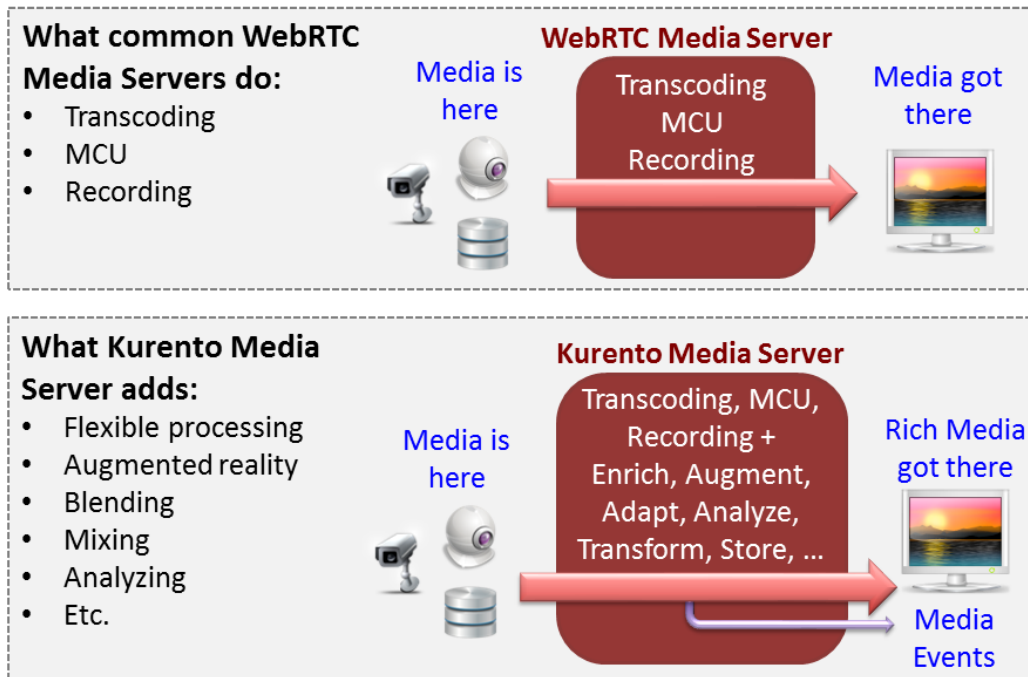 What common WebRTC
Media Servers do:
• Transcoding
• MCU
• Recording
Media is
here
WebRTC Media Server
Transcoding
MCU
Recording
Media got
there
What Kurento Media
Server adds:
• Flexible processing
• Augmented reality
• Blending
• Mixing
• Analyzing
• Etc.
Media is
here
Kurento Media Server
Transcoding, MCU,
Recording +
Enrich, Augment,
Adapt, Analyze,
Transform, Store, ...
Rich Media
got there
Media
Events